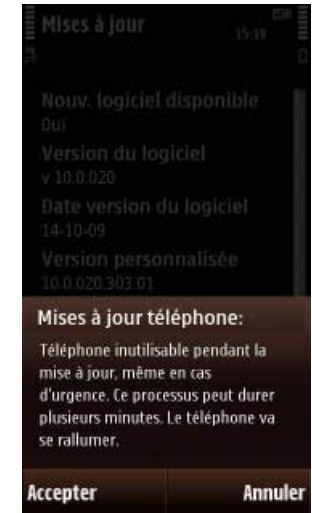 Mises à jour
15:18
Nouv. logiciel disponible
Oui
Version du logiciel
v 10.0.020
Date version du logiciel
14-10-09
Version personnalisée
10.0.020.303.01
Mises à jour téléphone:
Téléphone inutilisable pendant la
mise à jour, même en cas
d'urgence. Ce processus peut durer
plusieurs minutes. Le téléphone va
se rallumer.
Accepter Annuler